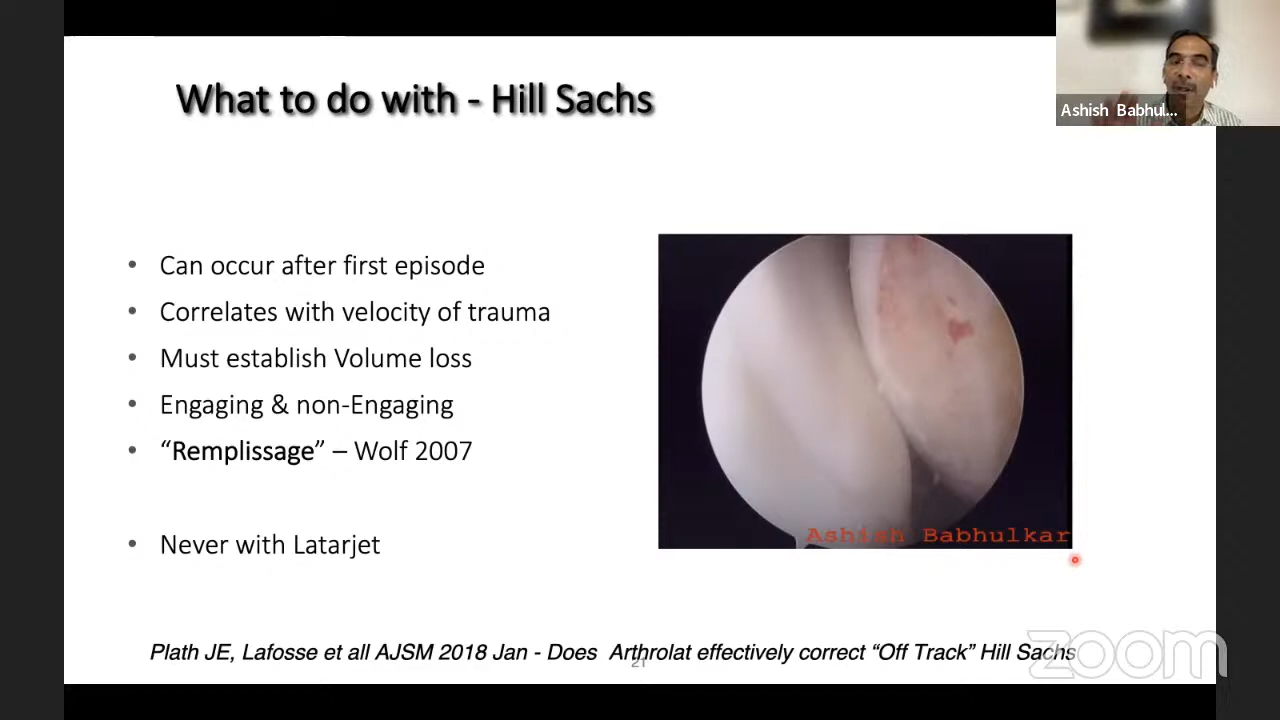 What to do with - Hill Sachs
Ashish Babhul...
• Can occur after first episode
• Correlates with velocity of trauma
• Must establish Volume loss
• Engaging & non-Engaging
• “Remplissage” – Wolf 2007
• Never with Latarjet
Ashish Babhulkar
Plath JE, Lafosse et all AJSM 2018 Jan - Does Arthrolat effectively correct “Off Track” Hill Sachs
21
zoom